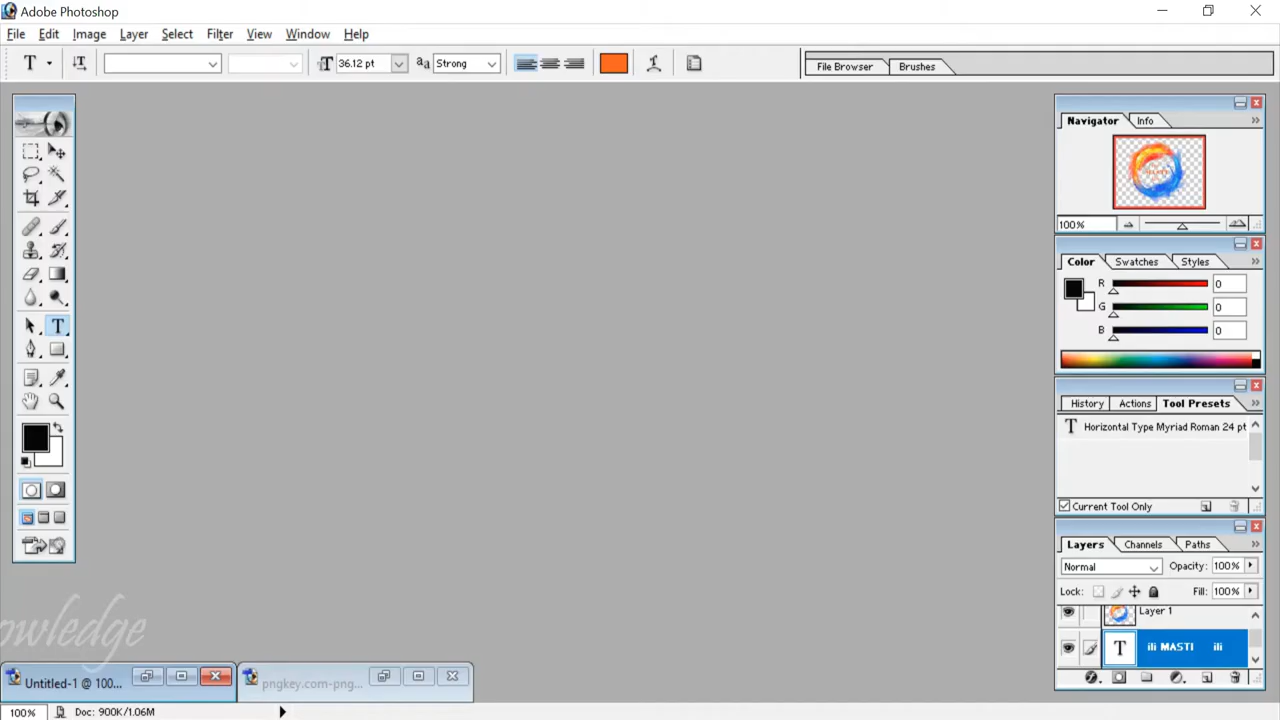 Adobe Photoshop
File Edit Image Layer Select Filter View Window Help
T T 36.12 pt aa Strong File Browser Brushes
Navigator Info
100%
Color Swatches Styles
R 0
G 0
B 0
T
History Actions Tool Presets
T Horizontal Type Myriad Roman 24 pt
Current Tool Only
Layers Channels Paths
Normal Opacity: 100%
Lock: Fill: 100%
Layer 1
T ili MASTI ili
owledge
Untitled-1 @ 100... pngkey.com-png...
100% Doc: 900K/1.06M